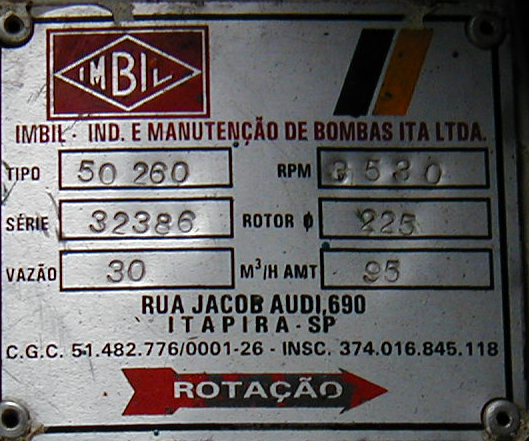 IMBIL
IMBIL - IND. E MANUTENÇÃO DE BOMBAS ITA LTDA.
TIPO 50 260 RPM 3530
SÉRIE 32386 ROTOR ø 225
VAZÃO 30 M³/H AMT 95
RUA JACOB AUDI,690
ITAPIRA - SP
C.G.C. 51.482.776/0001-26 - INSC. 374.016.845.118
ROTAÇÃO